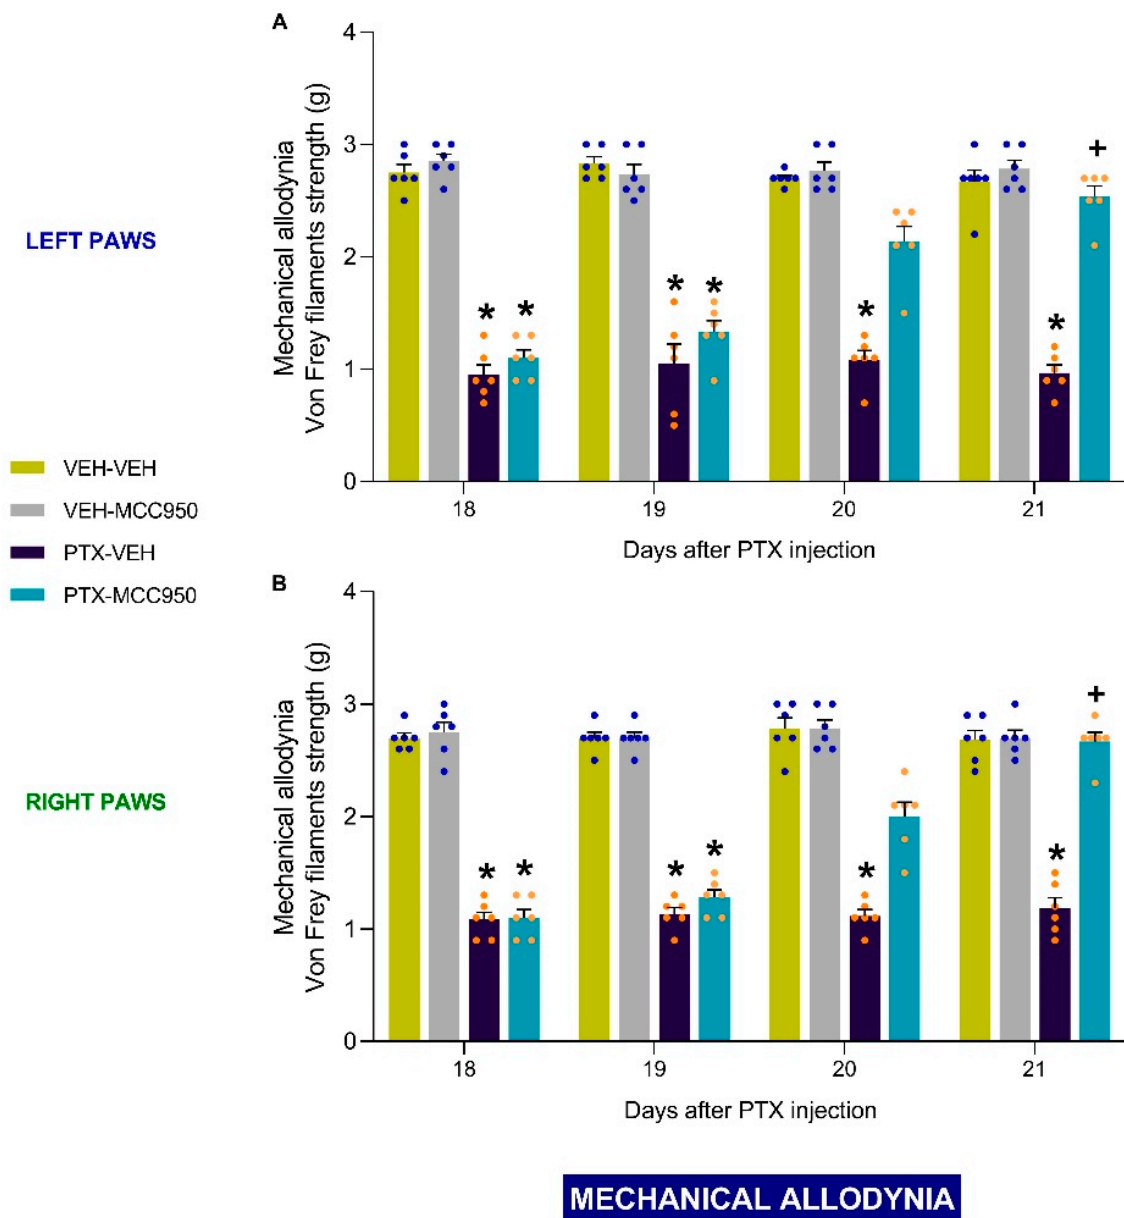 A
4
3
2
1
0
Mechanical allodynia
Von Frey filaments strength (g)
* * * * * * +
18 19 20 21
Days after PTX injection
LEFT PAWS
VEH-VEH
VEH-MCC950
PTX-VEH
PTX-MCC950
B
4
3
2
1
0
Mechanical allodynia
Von Frey filaments strength (g)
* * * * * * +
18 19 20 21
Days after PTX injection
RIGHT PAWS
MECHANICAL ALLODYNIA